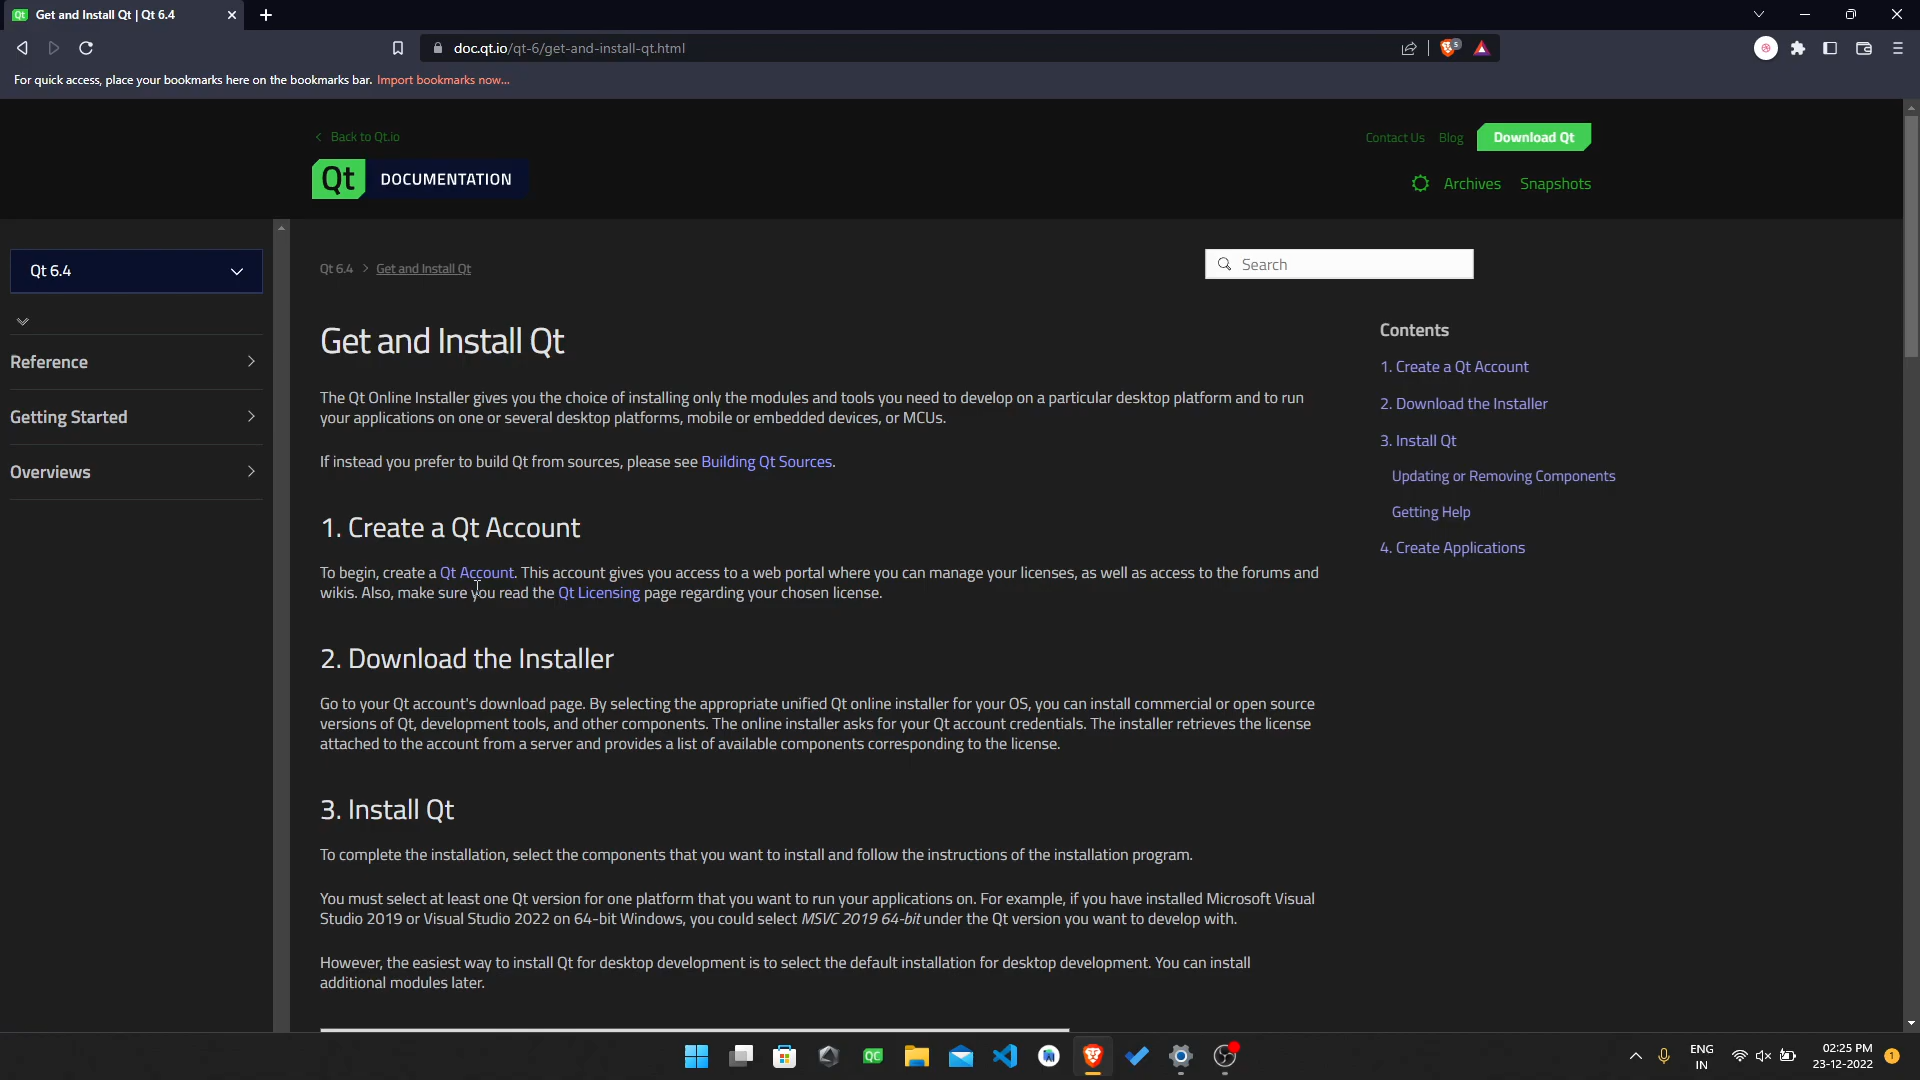 Qt Get and Install Qt | Qt 6.4
doc.qt.io/qt-6/get-and-install-qt.html
For quick access, place your bookmarks here on the bookmarks bar. Import bookmarks now...
Back to Qt.io
Contact Us Blog Download Qt
Qt DOCUMENTATION
Archives Snapshots
Qt 6.4
Reference
Getting Started
Overviews
Qt 6.4 > Get and Install Qt
Search
Get and Install Qt
The Qt Online Installer gives you the choice of installing only the modules and tools you need to develop on a particular desktop platform and to run
your applications on one or several desktop platforms, mobile or embedded devices, or MCUs.
If instead you prefer to build Qt from sources, please see Building Qt Sources.
1. Create a Qt Account
To begin, create a Qt Account. This account gives you access to a web portal where you can manage your licenses, as well as access to the forums and
wikis. Also, make sure you read the Qt Licensing page regarding your chosen license.
2. Download the Installer
Go to your Qt account's download page. By selecting the appropriate unified Qt online installer for your OS, you can install commercial or open source
versions of Qt, development tools, and other components. The online installer asks for your Qt account credentials. The installer retrieves the license
attached to the account from a server and provides a list of available components corresponding to the license.
3. Install Qt
To complete the installation, select the components that you want to install and follow the instructions of the installation program.
You must select at least one Qt version for one platform that you want to run your applications on. For example, if you have installed Microsoft Visual
Studio 2019 or Visual Studio 2022 on 64-bit Windows, you could select MSVC 2019 64-bit under the Qt version you want to develop with.
However, the easiest way to install Qt for desktop development is to select the default installation for desktop development. You can install
additional modules later.
Contents
1. Create a Qt Account
2. Download the Installer
3. Install Qt
Updating or Removing Components
Getting Help
4. Create Applications
QC
ENG
IN
02:25 PM
23-12-2022
1